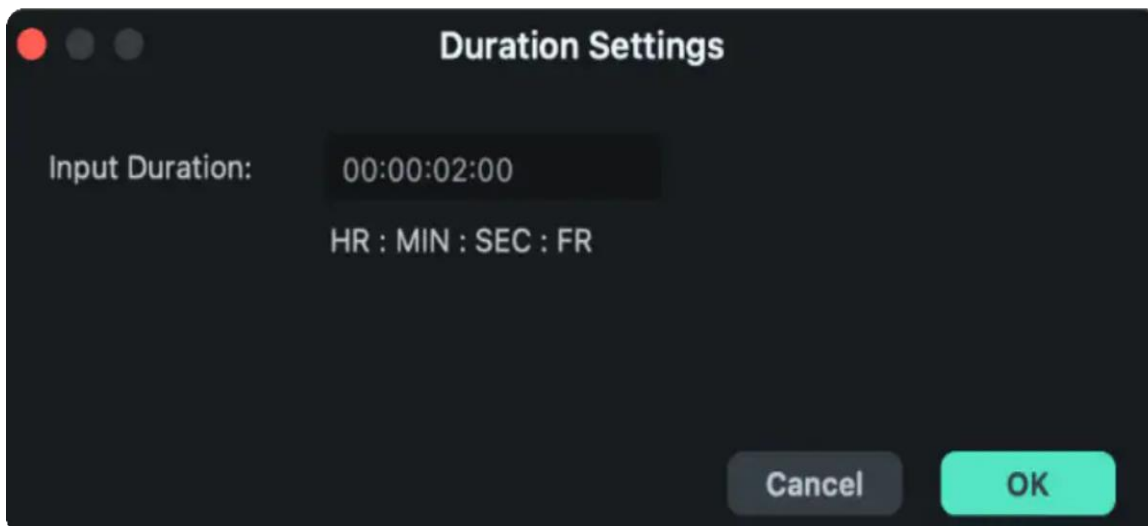 Duration Settings
Input Duration: 00:00:02:00
HR : MIN : SEC : FR
Cancel OK